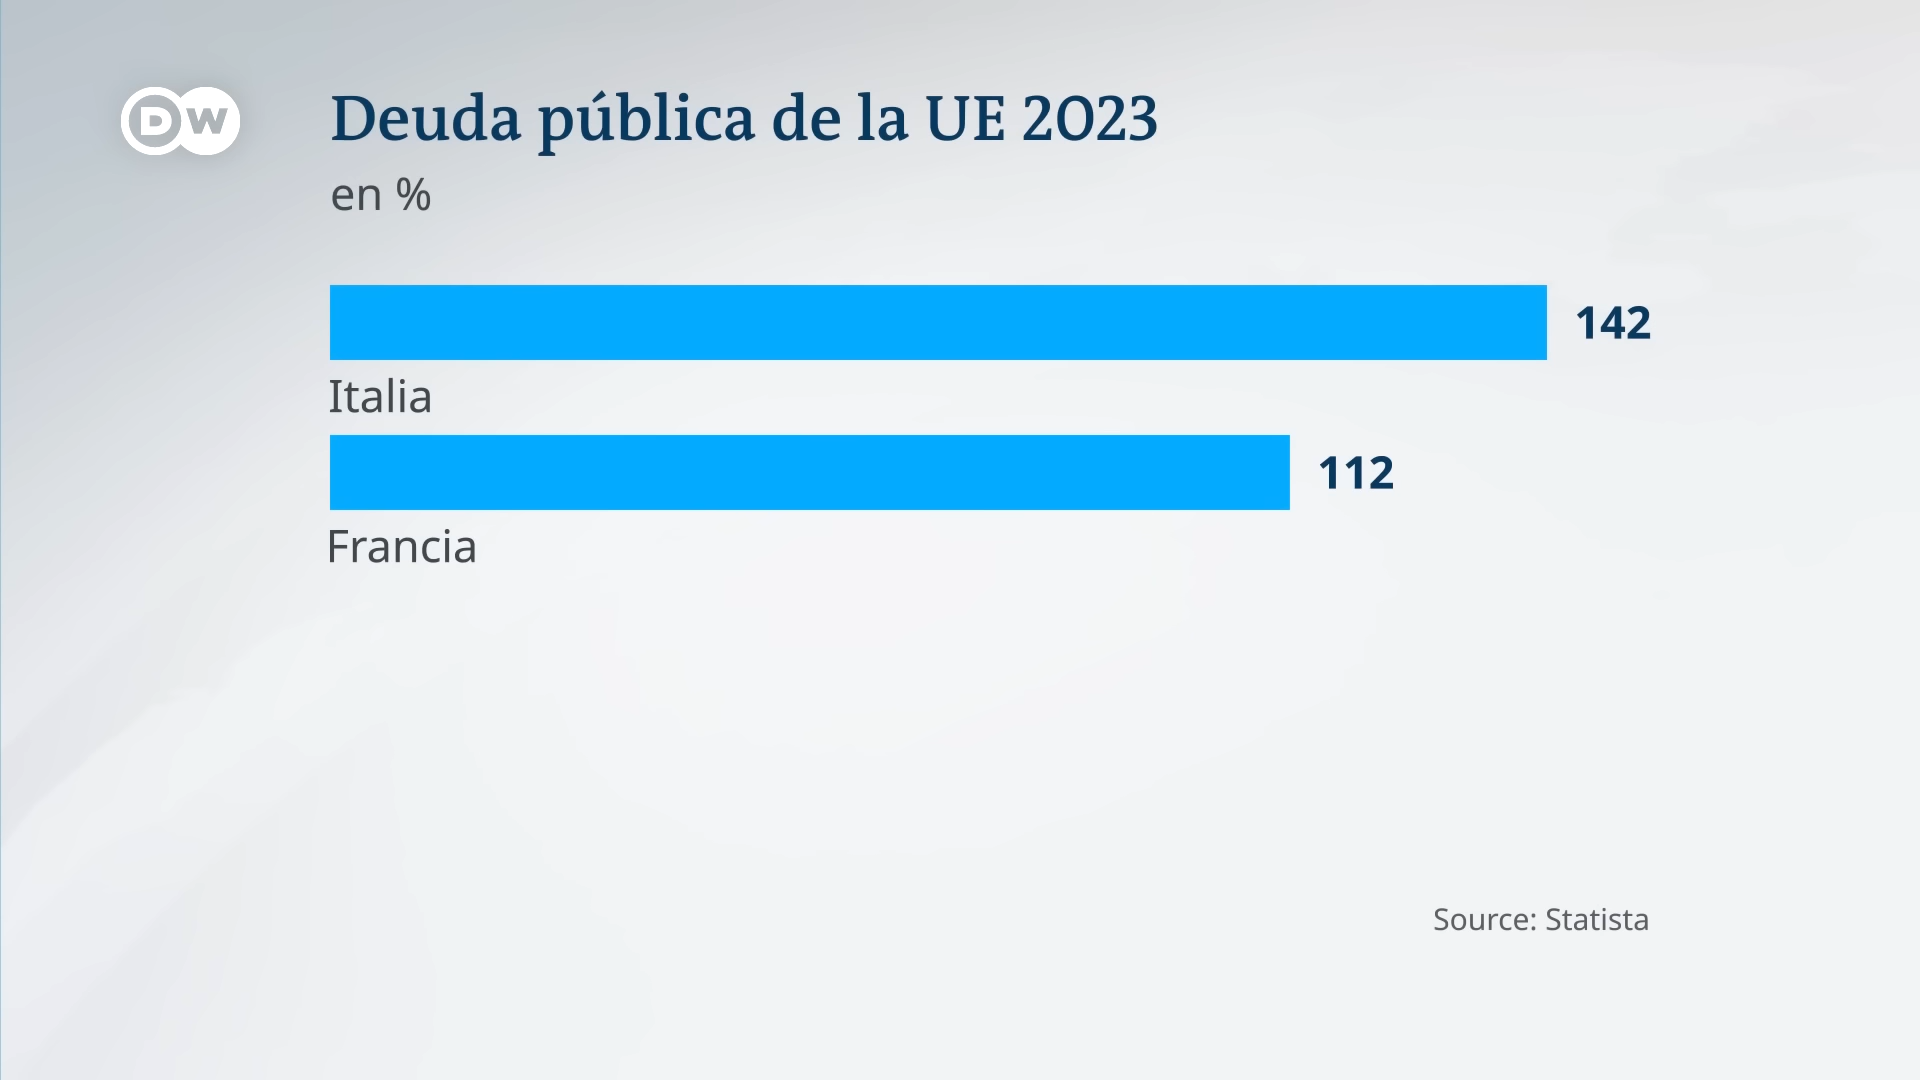 DW
Deuda pública de la UE 2023
en %
142
Italia
112
Francia
Source: Statista